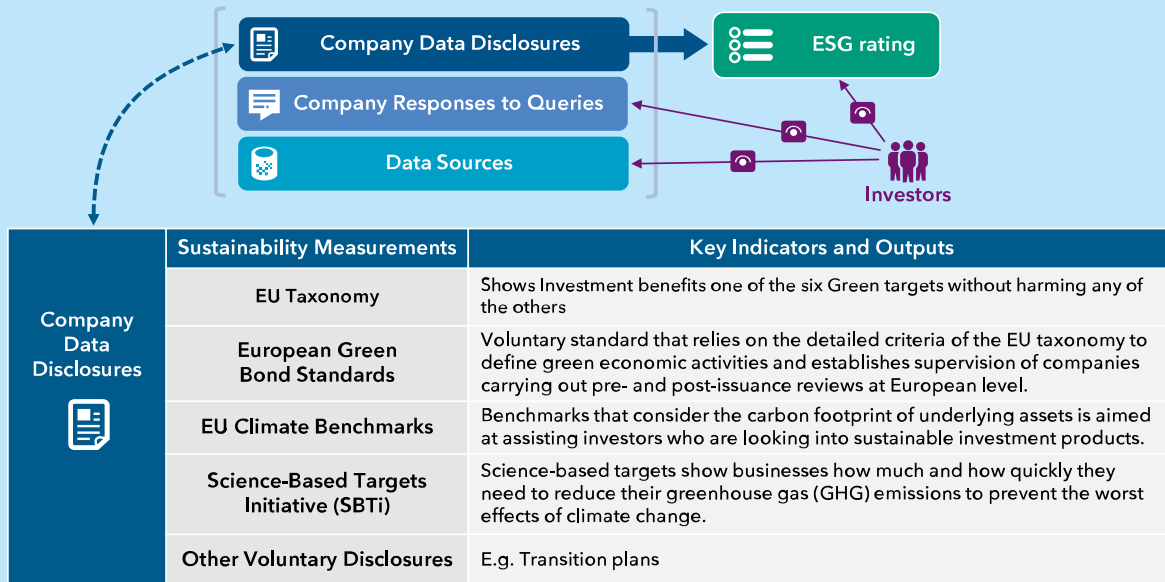 Company Data Disclosures
ESG rating
Company Responses to Queries
Data Sources
Investors
Sustainability Measurements
Key Indicators and Outputs
Company
Data
Disclosures
EU Taxonomy
Shows Investment benefits one of the six Green targets without harming any of
the others
European Green
Bond Standards
Voluntary standard that relies on the detailed criteria of the EU taxonomy to
define green economic activities and establishes supervision of companies
carrying out pre- and post-issuance reviews at European level.
EU Climate Benchmarks
Benchmarks that consider the carbon footprint of underlying assets is aimed
at assisting investors who are looking into sustainable investment products.
Science-Based Targets
Initiative (SBTi)
Science-based targets show businesses how much and how quickly they
need to reduce their greenhouse gas (GHG) emissions to prevent the worst
effects of climate change.
Other Voluntary Disclosures
E.g. Transition plans